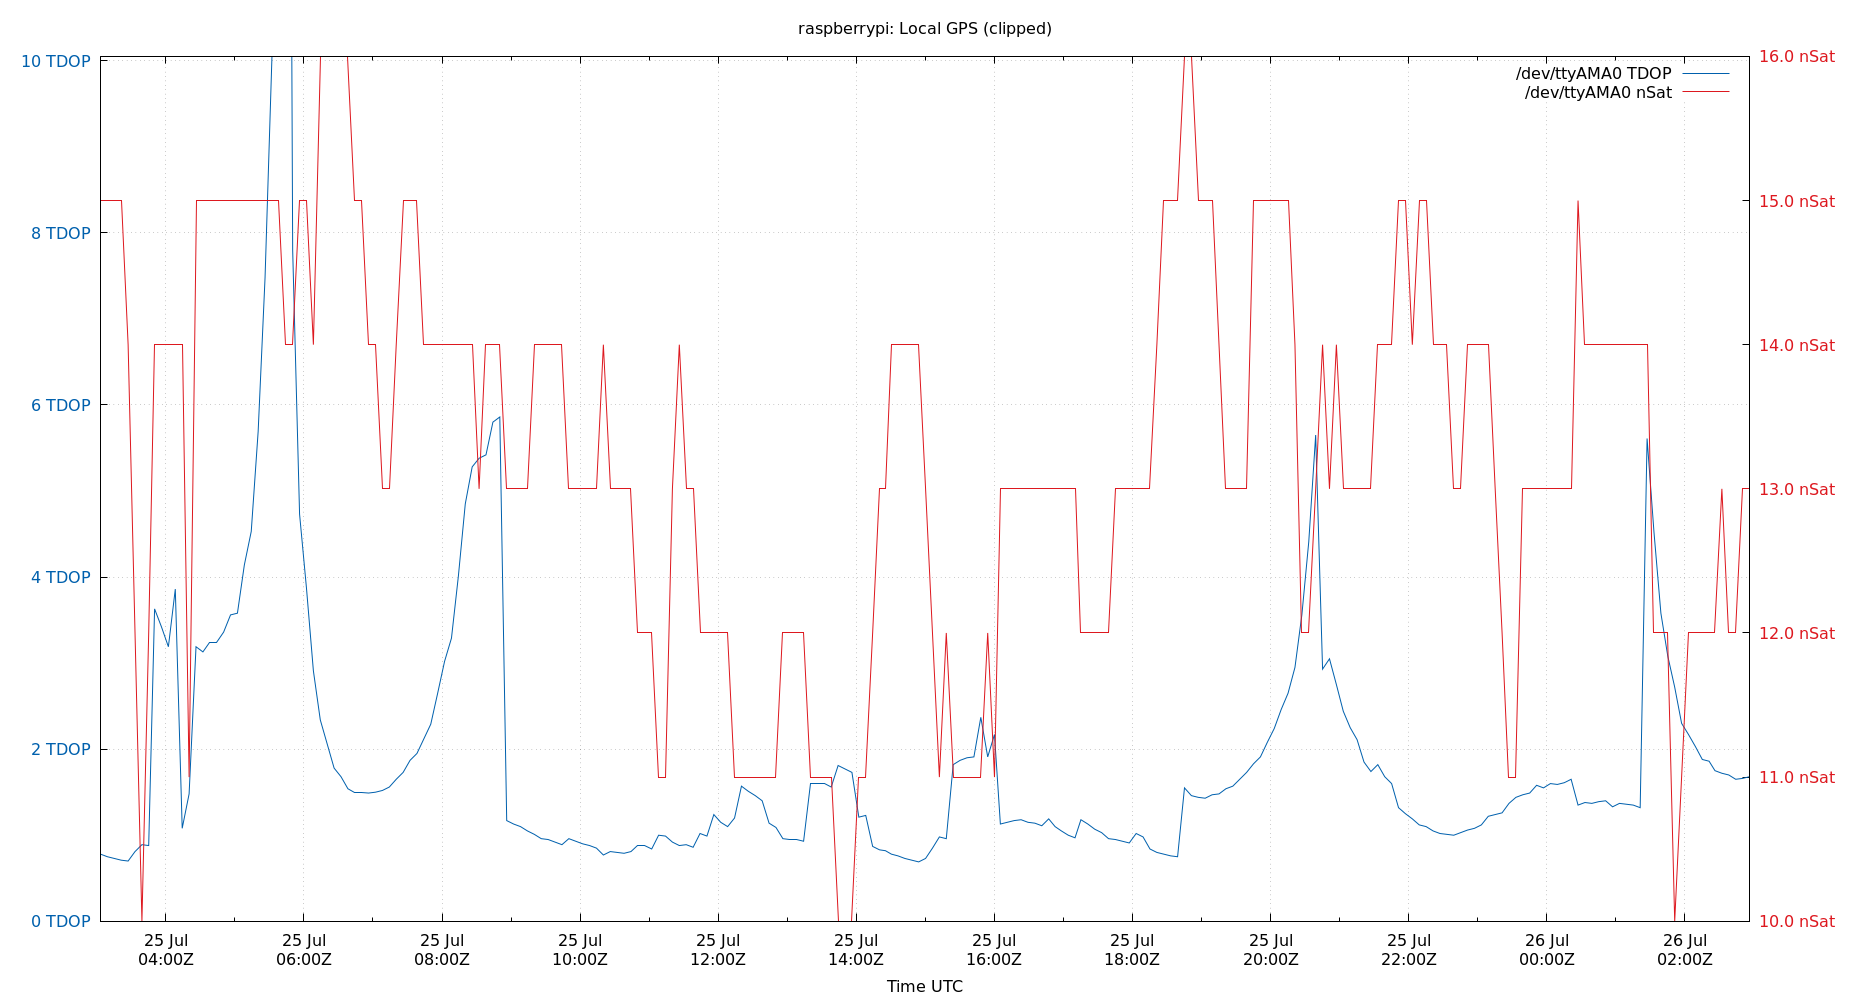 raspberrypi: Local GPS (clipped)
10 TDOP
8 TDOP
6 TDOP
4 TDOP
2 TDOP
0 TDOP
/dev/ttyAMA0 TDOP
/dev/ttyAMA0 nSat
16.0 nSat
15.0 nSat
14.0 nSat
13.0 nSat
12.0 nSat
11.0 nSat
10.0 nSat
25 Jul 25 Jul 25 Jul 25 Jul 25 Jul 25 Jul 25 Jul 25 Jul 25 Jul 25 Jul 26 Jul 26 Jul
04:00Z 06:00Z 08:00Z 10:00Z 12:00Z 14:00Z 16:00Z 18:00Z 20:00Z 22:00Z 00:00Z 02:00Z
Time UTC